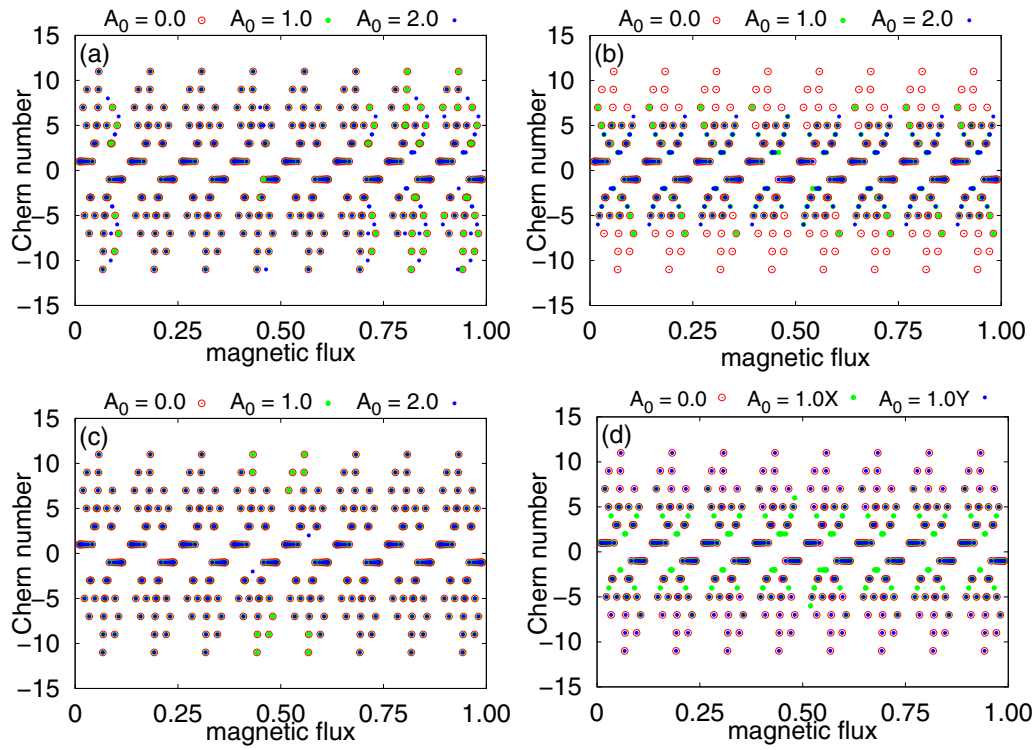 A0 = 0.0 A0 = 1.0 A0 = 2.0
(a)
Chern number
15
10
5
0
−5
−10
−15
0 0.25 0.50 0.75 1.00
magnetic flux
A0 = 0.0 A0 = 1.0 A0 = 2.0
(b)
Chern number
15
10
5
0
−5
−10
−15
0 0.25 0.50 0.75 1.00
magnetic flux
A0 = 0.0 A0 = 1.0 A0 = 2.0
(c)
Chern number
15
10
5
0
−5
−10
−15
0 0.25 0.50 0.75 1.00
magnetic flux
A0 = 0.0 A0 = 1.0X A0 = 1.0Y
(d)
Chern number
15
10
5
0
−5
−10
−15
0 0.25 0.50 0.75 1.00
magnetic flux